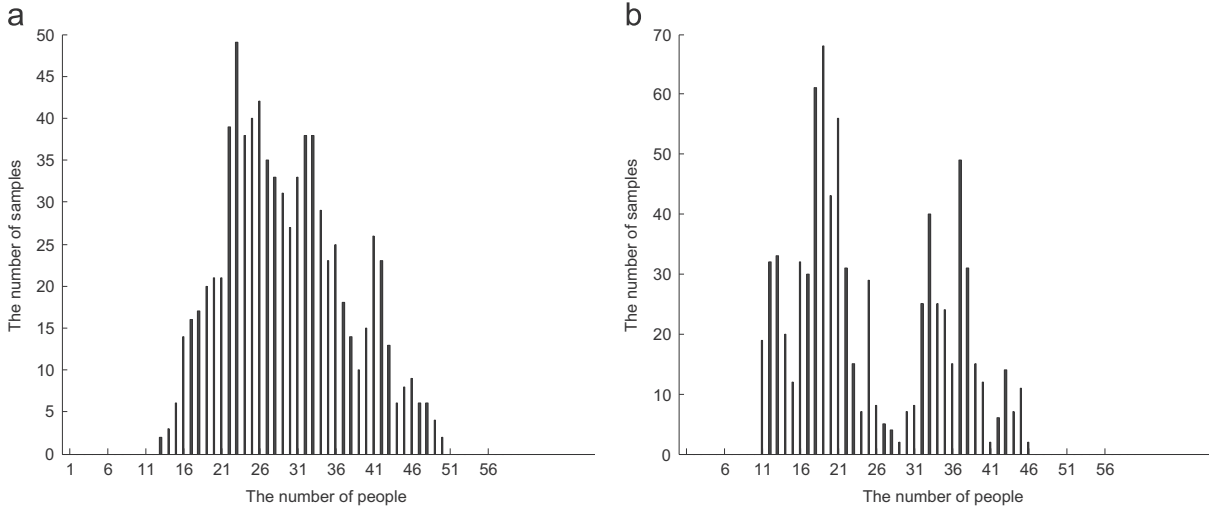 a
50
45
40
35
30
25
20
15
10
5
0
The number of samples
1 6 11 16 21 26 31 36 41 46 51 56
The number of people
b
70
60
50
40
30
20
10
0
The number of samples
6 11 16 21 26 31 36 41 46 51 56
The number of people